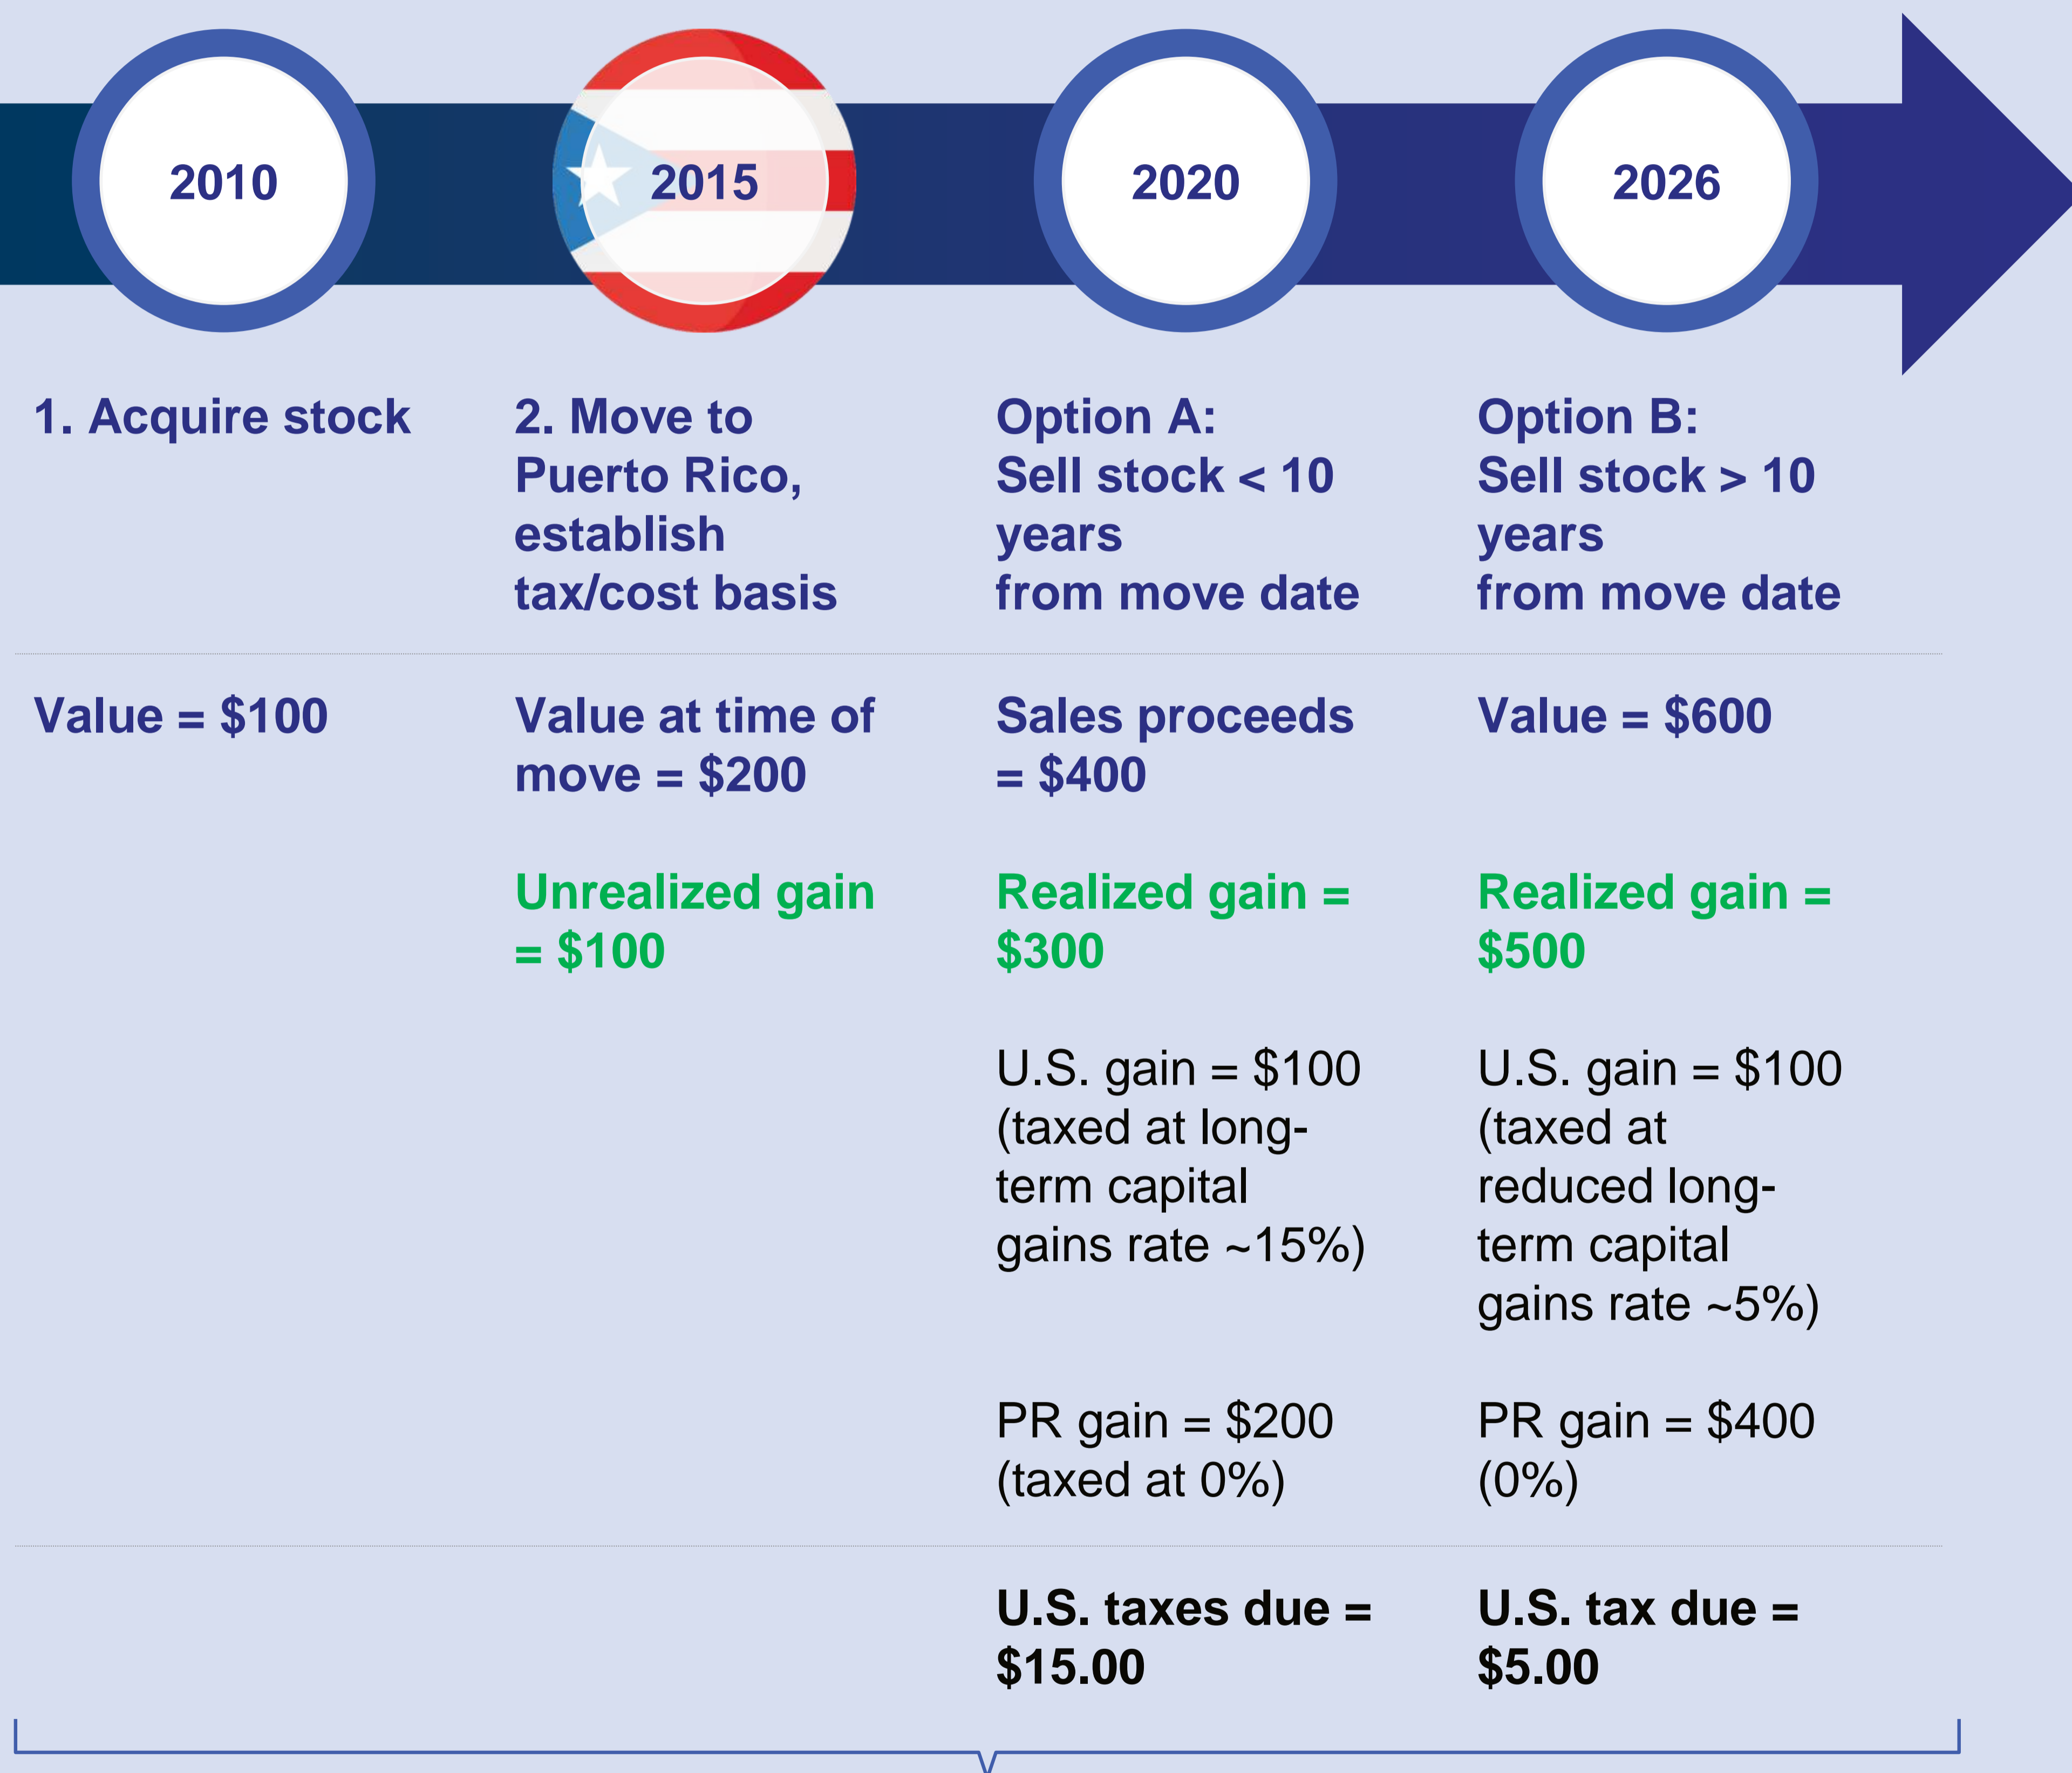 2010
2015
2020
2026
1. Acquire stock
2. Move to
Puerto Rico,
establish
tax/cost basis
Option A:
Sell stock < 10
years
from move date
Option B:
Sell stock > 10
years
from move date
Value = $100
Value at time of
move = $200
Sales proceeds
= $400
Value = $600
Unrealized gain
= $100
Realized gain =
$300
Realized gain =
$500
U.S. gain = $100
(taxed at long-
term capital
gains rate ~15%)
U.S. gain = $100
(taxed at
reduced long-
term capital
gains rate ~5%)
PR gain = $200
(taxed at 0%)
PR gain = $400
(0%)
U.S. taxes due =
$15.00
U.S. tax due =
$5.00